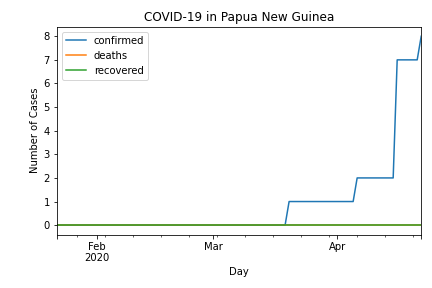 COVID-19 in Papua New Guinea
confirmed
deaths
recovered
8
7
6
5
4
3
2
1
0
Number of Cases
Feb
2020
Mar
Apr
Day